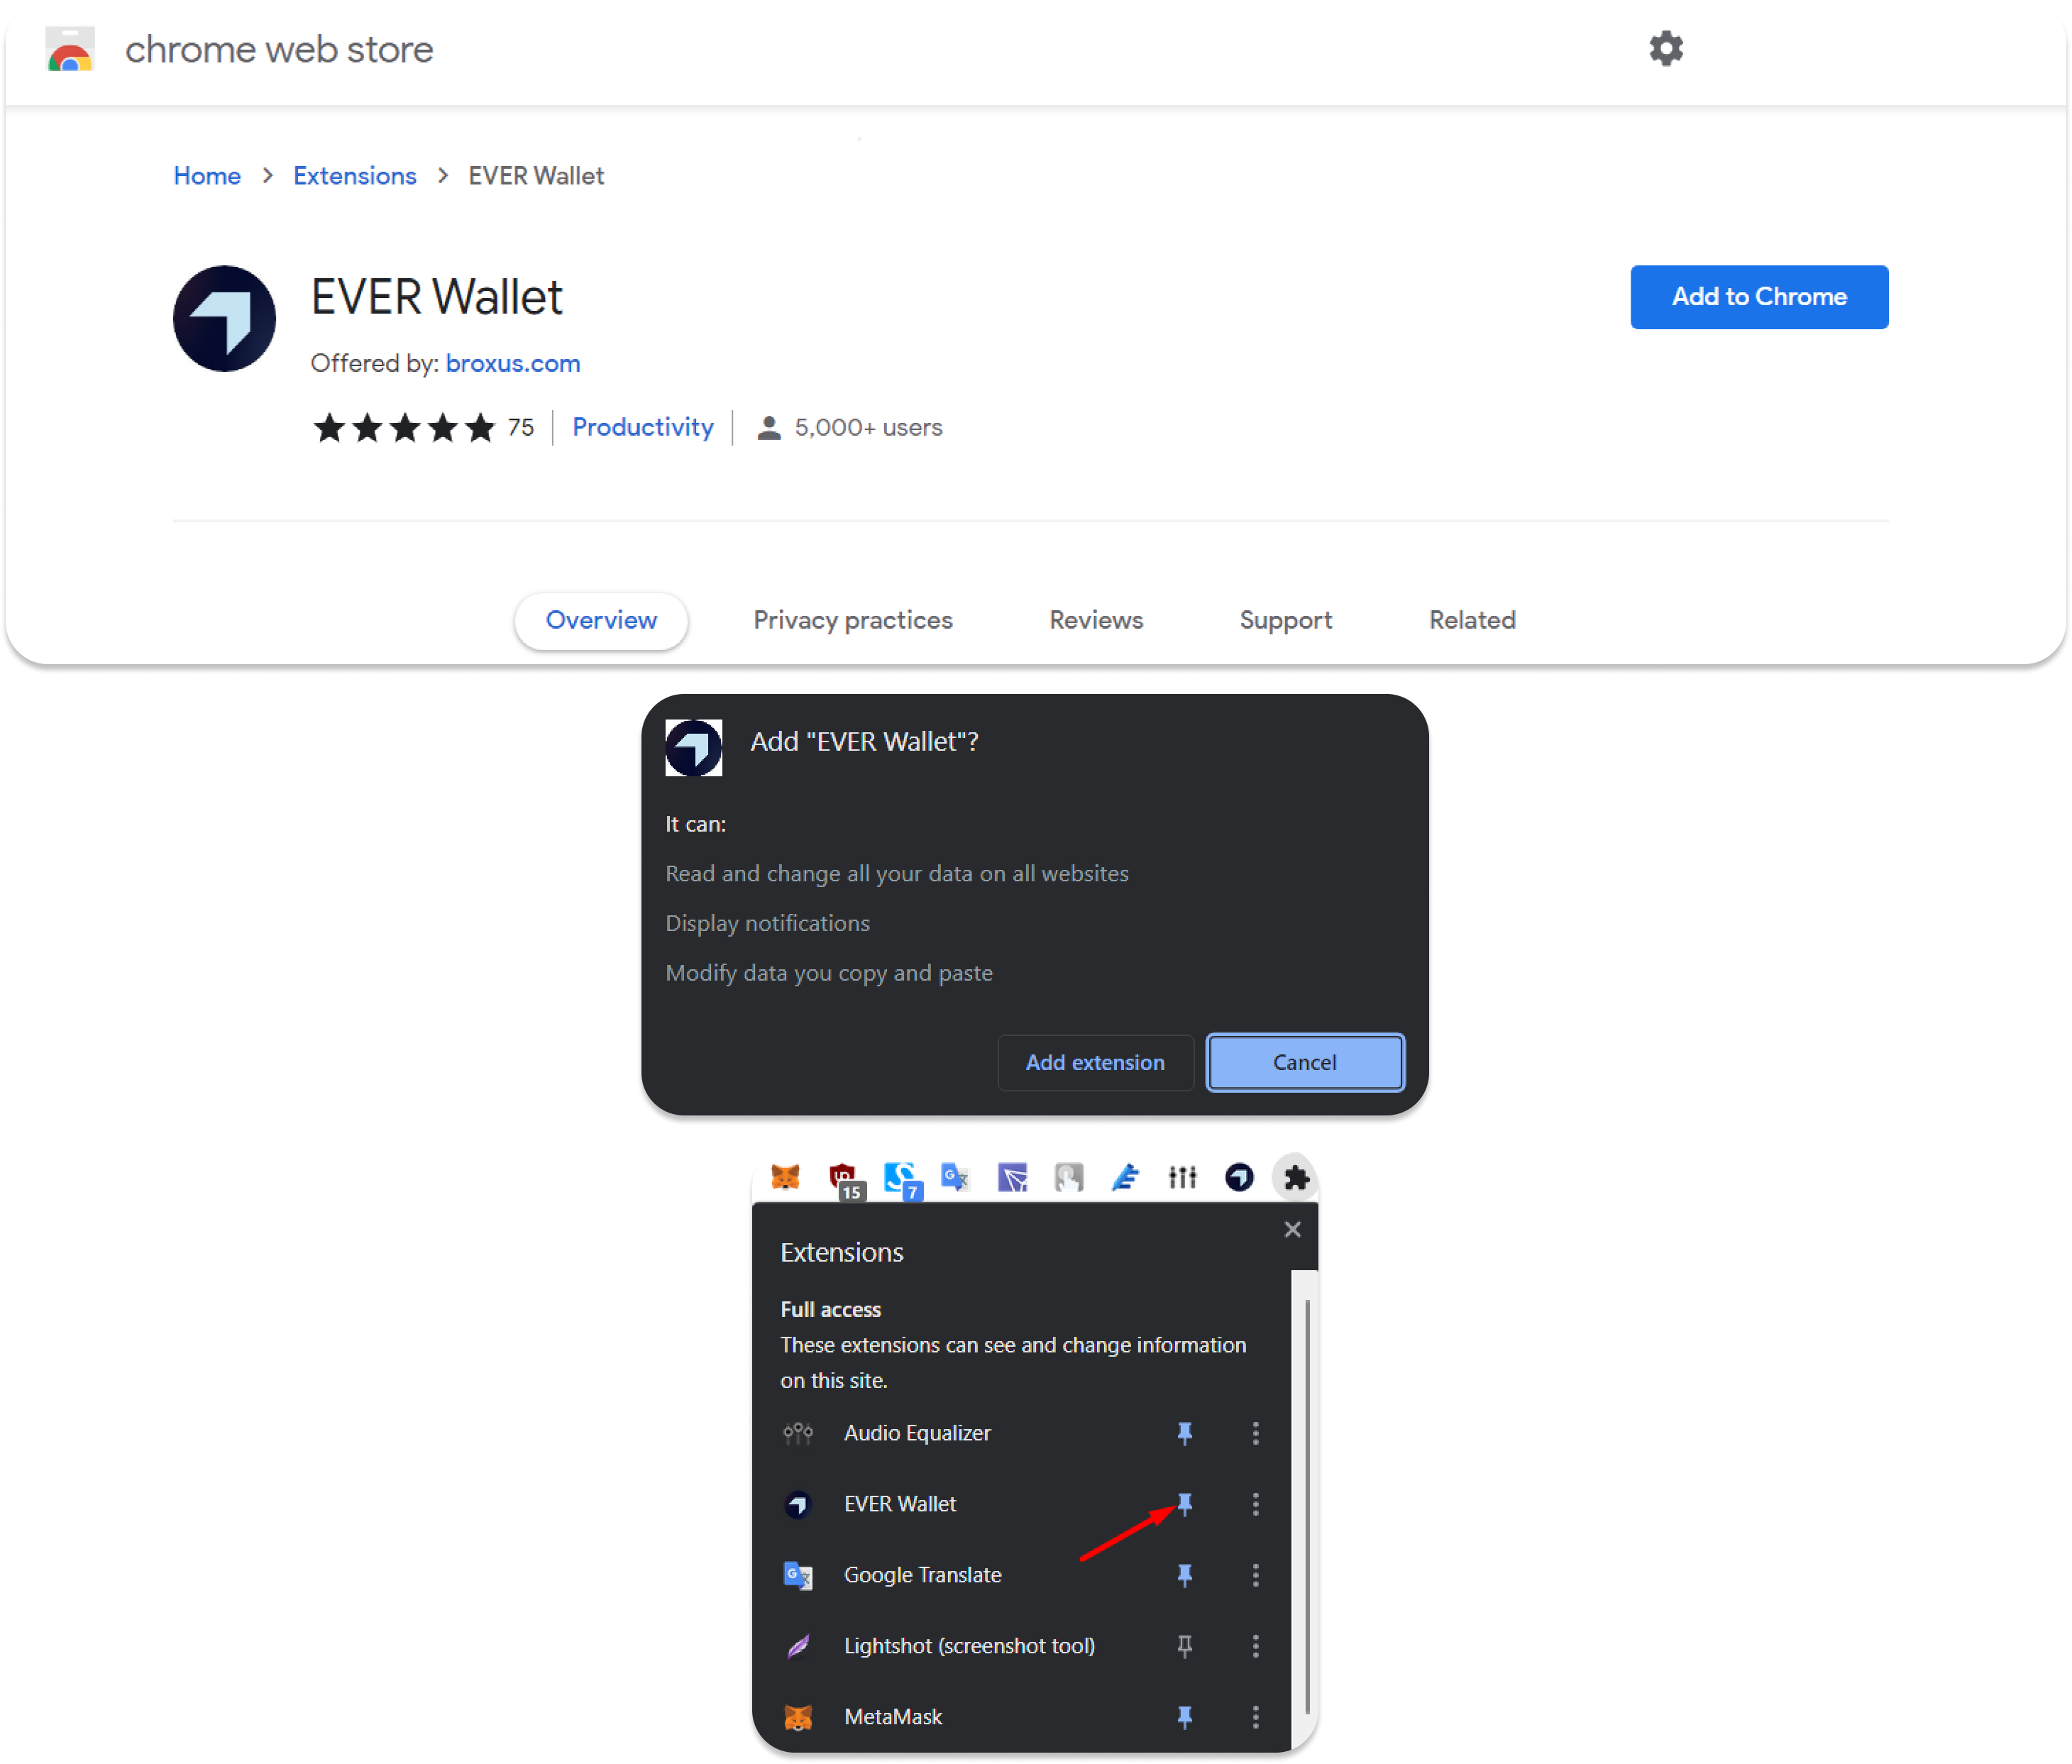 chrome web store
Home > Extensions > EVER Wallet
EVER Wallet
Add to Chrome
Offered by: broxus.com
75 Productivity 5,000+ users
Overview Privacy practices Reviews Support Related
Add "EVER Wallet"?
It can:
Read and change all your data on all websites
Display notifications
Modify data you copy and paste
Add extension Cancel
15 7
Extensions
Full access
These extensions can see and change information
on this site.
Audio Equalizer
EVER Wallet
Google Translate
Lightshot (screenshot tool)
MetaMask